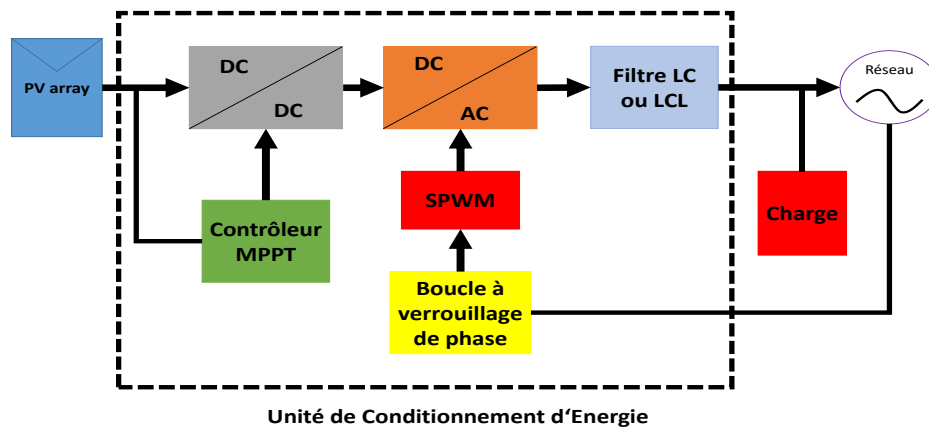 PV array
DC
DC
DC
AC
Filtre LC
ou LCL
Réseau
Contrôleur
MPPT
SPWM
Charge
Boucle à
verrouillage
de phase
Unité de Conditionnement d‘Energie